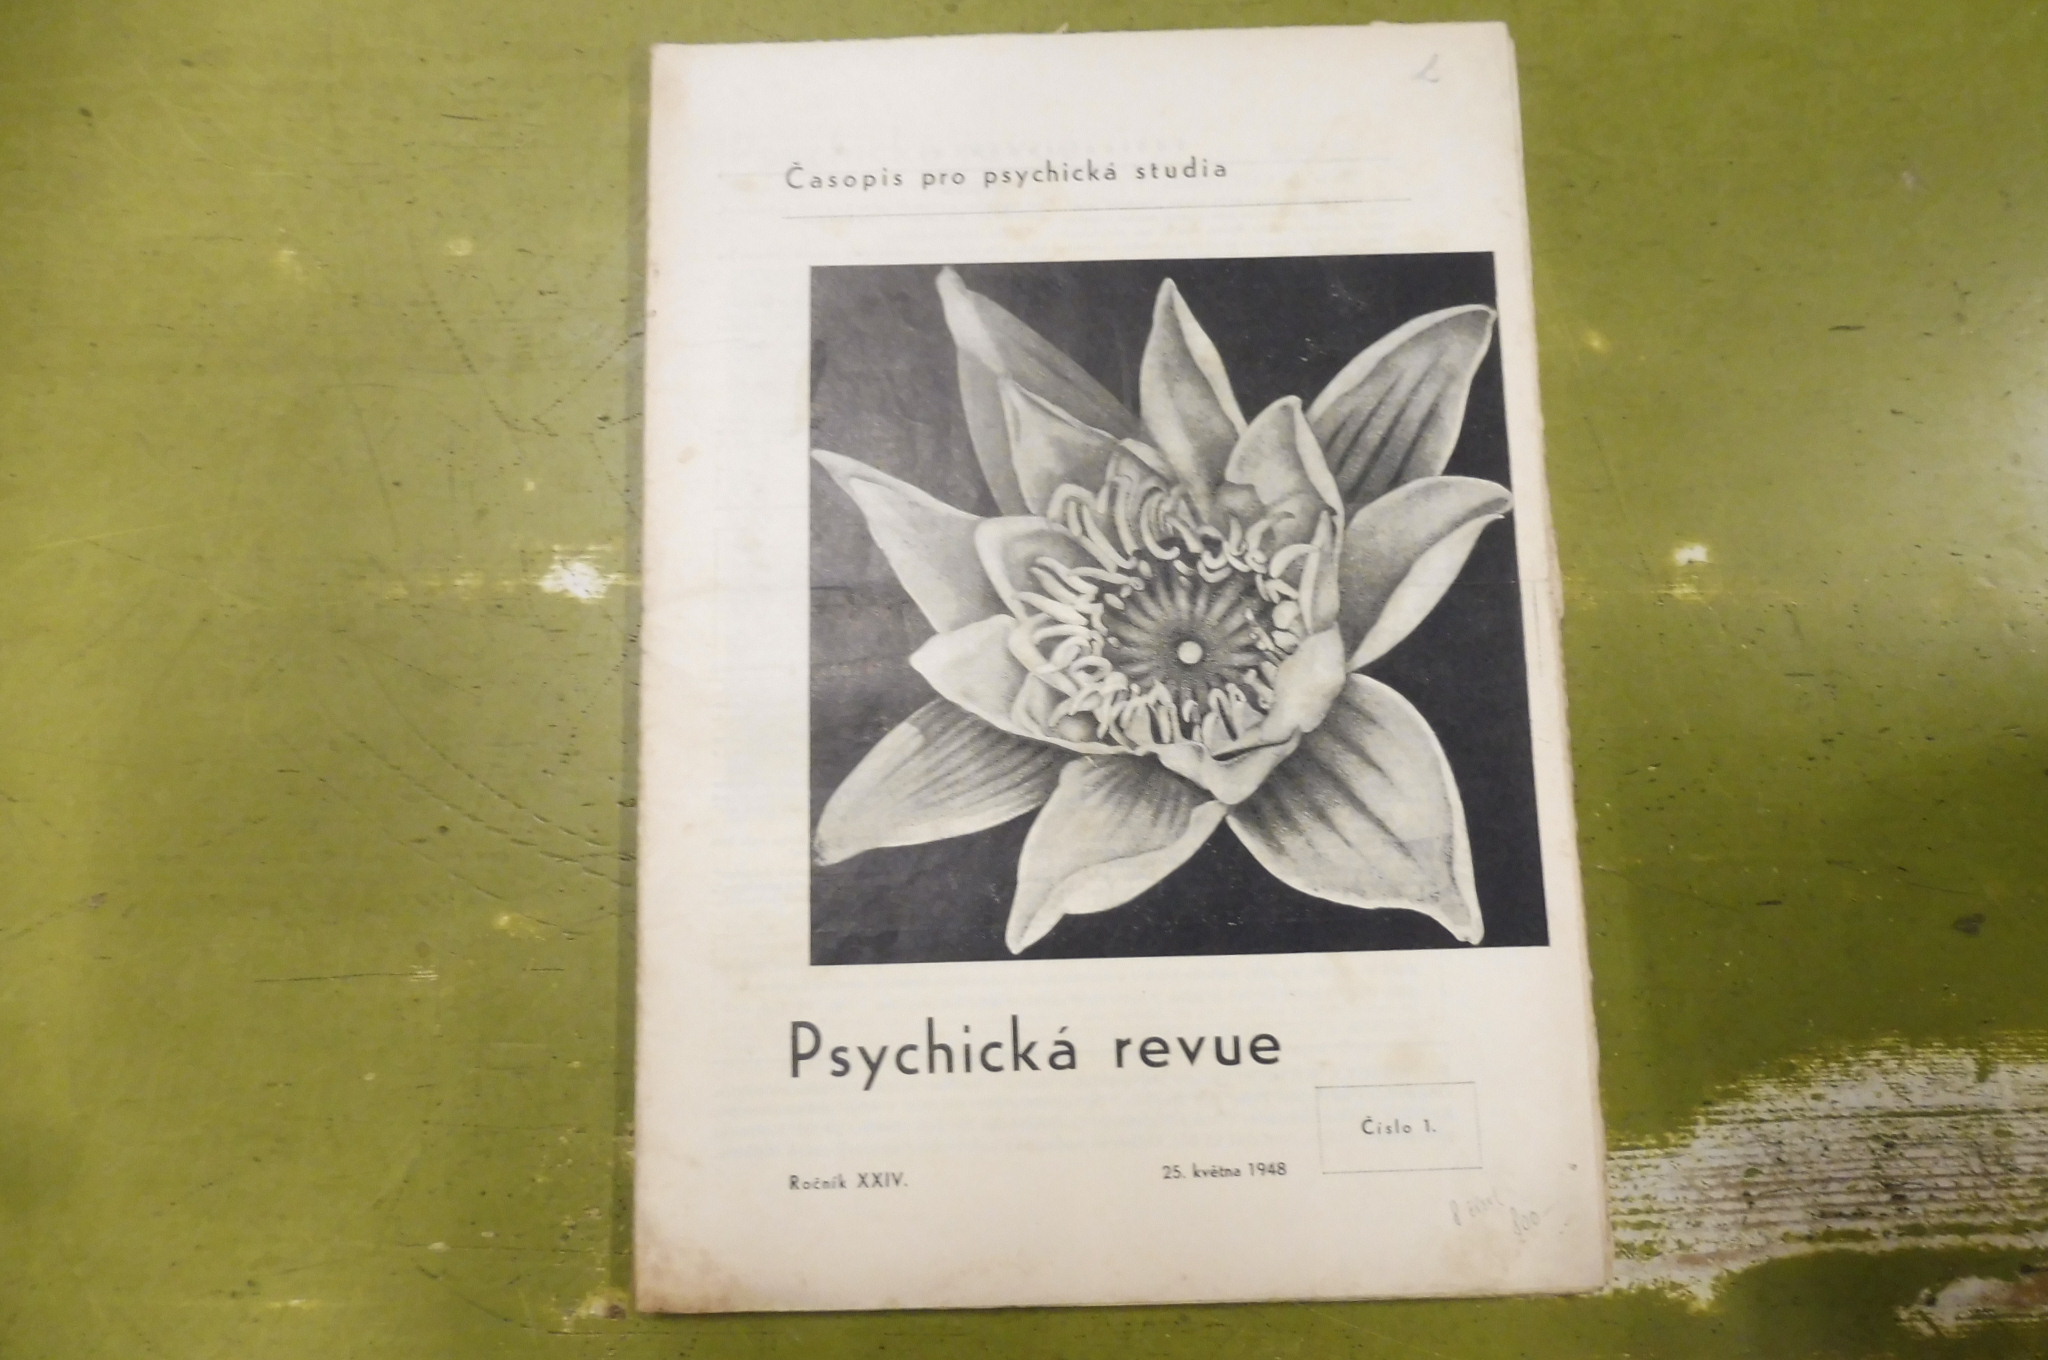 Časopis pro psychická studia
Psychická revue
Číslo 1.
Ročník XXIV.
25. května 1948